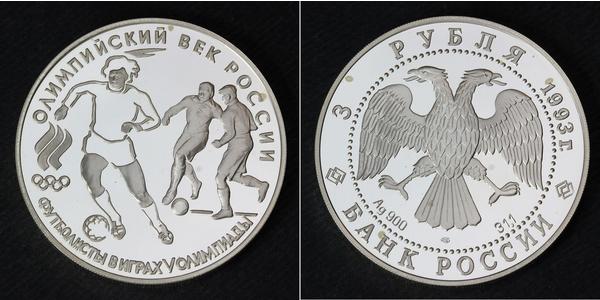 ОЛИМПИЙСКИЙ ВЕК РОССИИ
ФУТБОЛИСТЫ В ИГРАХ V ОЛИМПИАДЫ
3 РУБЛЯ 1993 г.
Ag 900
31,1
БАНК РОССИИ